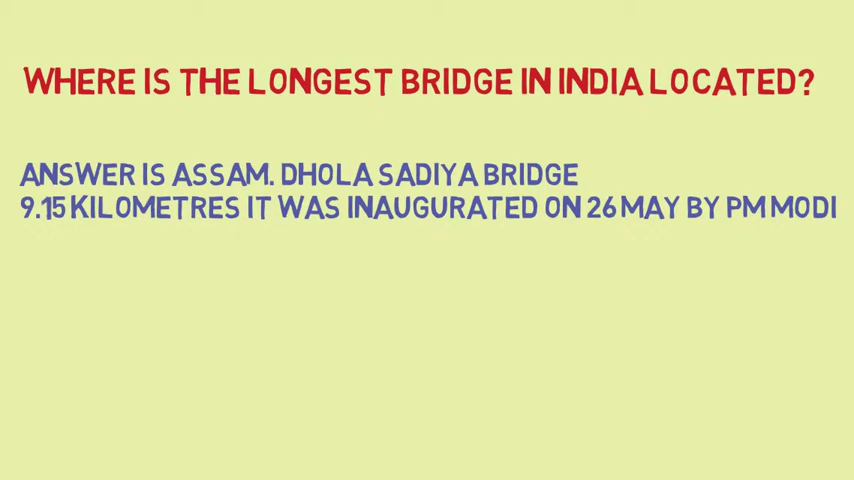 WHERE IS THE LONGEST BRIDGE IN INDIA LOCATED?
ANSWER IS ASSAM. DHOLA SADIYA BRIDGE
9.15 KILOMETRES IT WAS INAUGURATED ON 26 MAY BY PM MODI